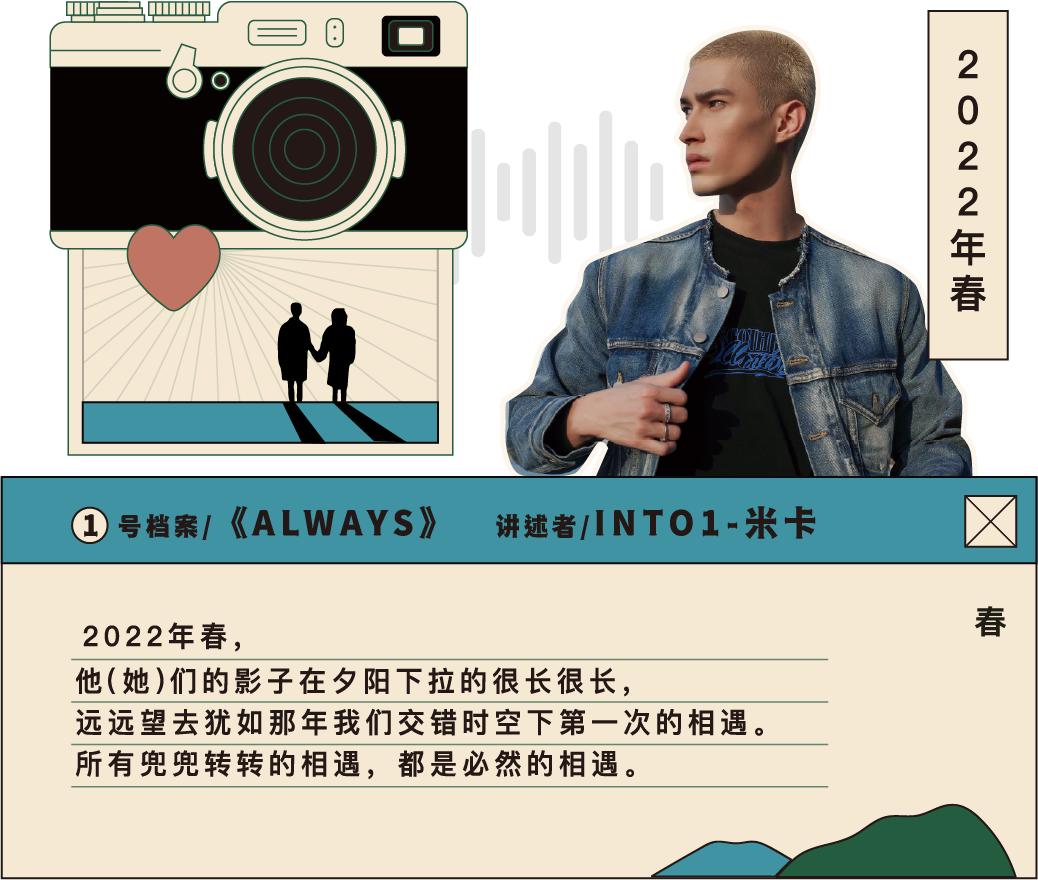 2022年春
①号档案/《ALWAYS》 讲述者/INTO1-米卡
春
2022年春，
他(她)们的影子在夕阳下拉的很长很长，
远远望去犹如那年我们交错时空下第一次的相遇。
所有兜兜转转的相遇，都是必然的相遇。